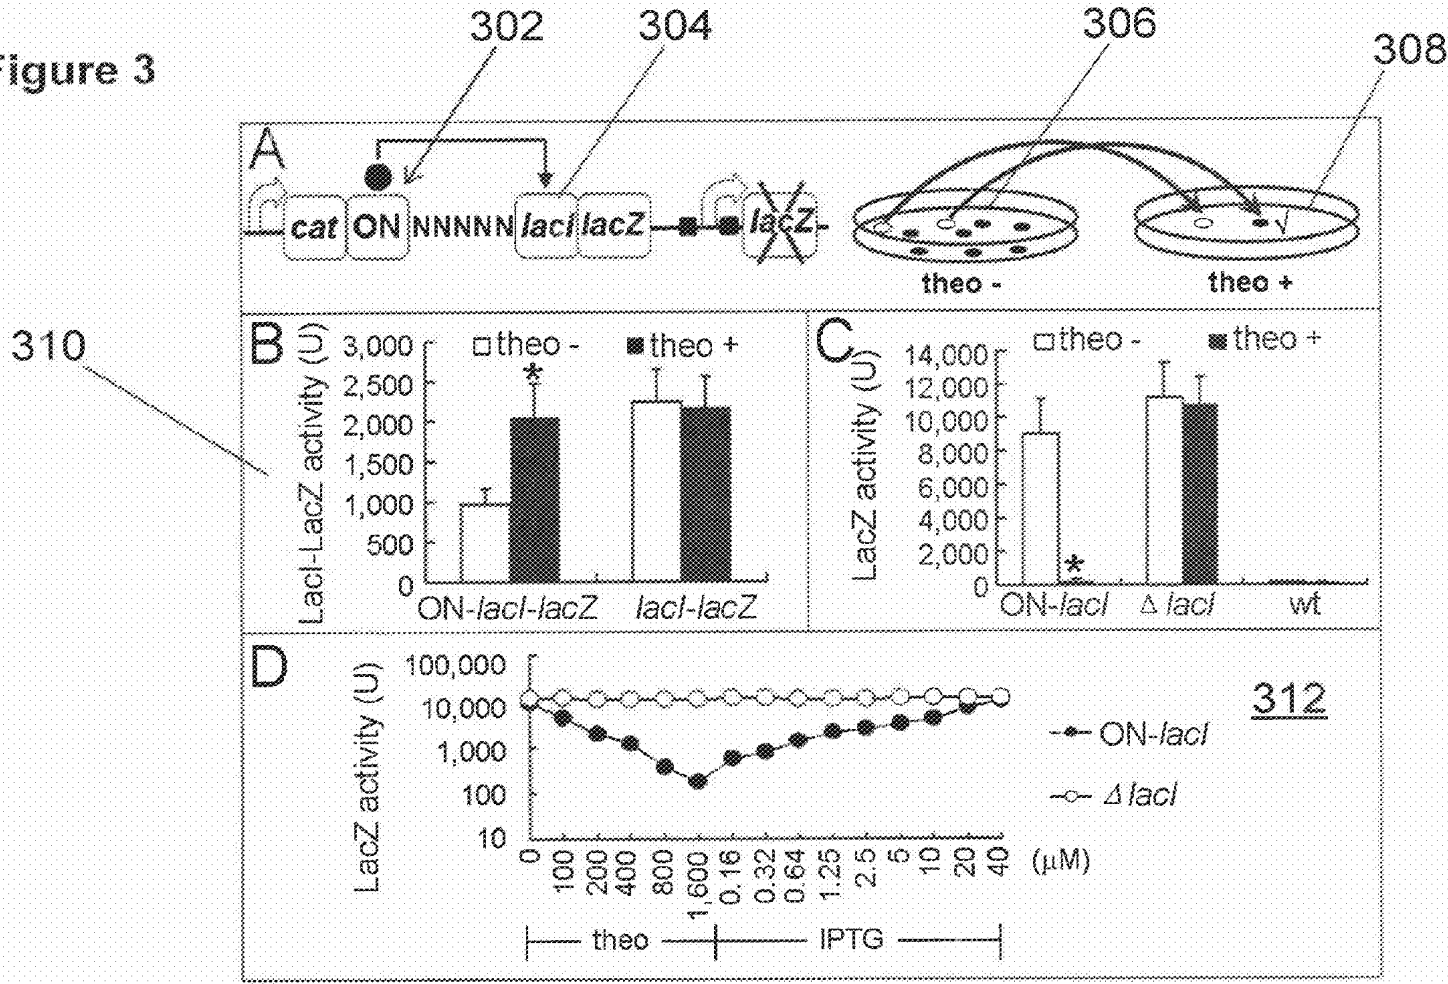 302
304
306
308
Figure 3
A
cat ON NNNNN lacI lacZ lacZ
theo -
theo +
310
B
LacI-LacZ activity (U)
3,000
2,500
2,000
1,500
1,000
500
0
theo -
theo +
*
ON-lacI-lacZ
lacI-lacZ
C
LacZ activity (U)
14,000
12,000
10,000
8,000
6,000
4,000
2,000
0
theo -
theo +
*
ON-lacI
Δ lacI
wt
D
LacZ activity (U)
100,000
10,000
1,000
100
10
0 100 200 400 800 1,600 0.16 0.32 0.64 1.25 2.5 5 10 20 40 (μM)
theo
IPTG
312
ON-lacI
Δ lacI